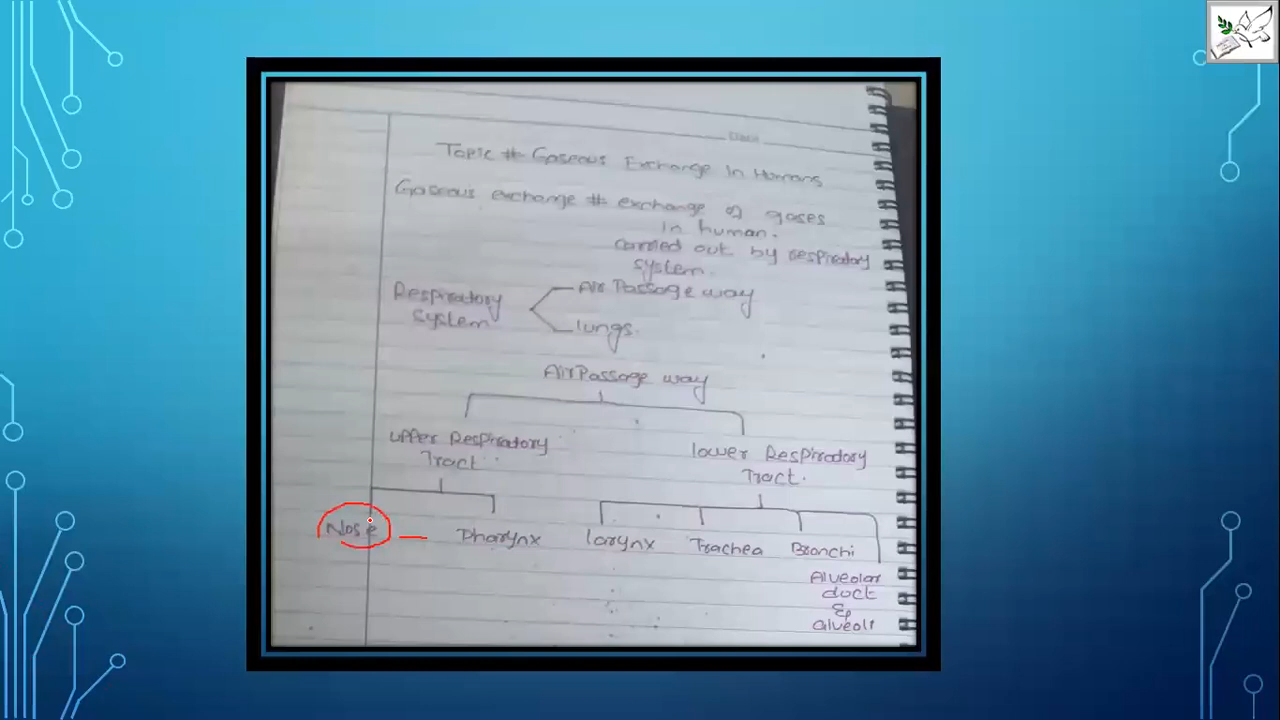 Date
Topic # Gaseous Exchange In Humans
Gaseous exchange # exchange of gases
in human.
carried out by respiratory
system.
Respiratory system
Air Passage way
lungs.
Air Passage way
upper Respiratory Tract
lower Respiratory Tract.
Nose Pharynx larynx Trachea Bronchi
Alveolar
duct
&
alveoli